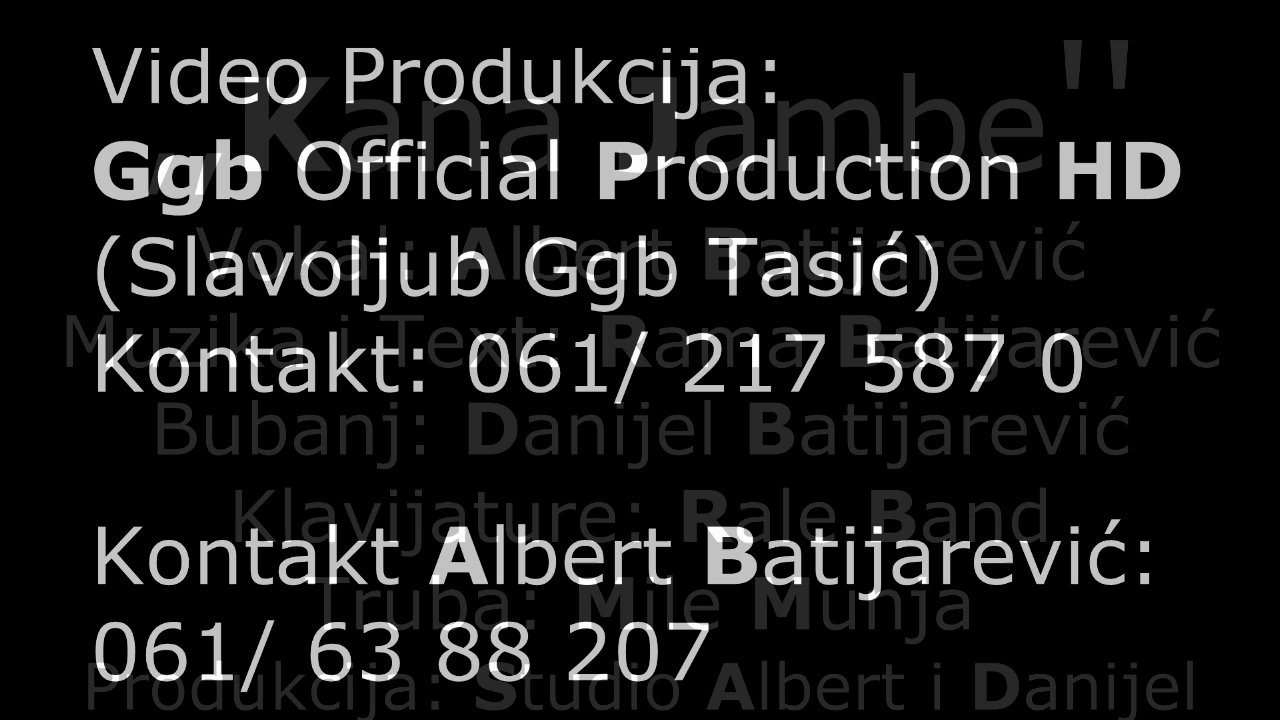 Video Produkcija:
Ggb Official Production HD
(Slavoljub Ggb Tasić)
Kontakt: 061/ 217 587 0
Kontakt Albert Batijarević:
061/ 63 88 207
„Kana Jambe"
Vokal: Albert Batijarević
Muzika i Text: Rama Batijarević
Bubanj: Danijel Batijarević
Klavijature: Rale Band
Truba: Mile Munja
Produkcija: Studio Albert i Danijel